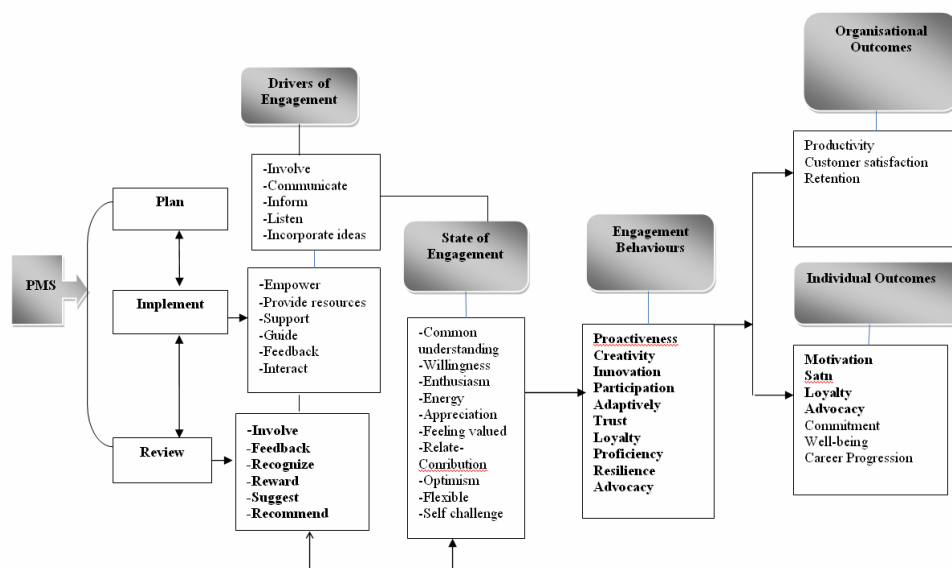 PMS
Plan
Implement
Review
Drivers of
Engagement
-Involve
-Communicate
-Inform
-Listen
-Incorporate ideas
-Empower
-Provide resources
-Support
-Guide
-Feedback
-Interact
-Involve
-Feedback
-Recognize
-Reward
-Suggest
-Recommend
State of
Engagement
-Common
understanding
-Willingness
-Enthusiasm
-Energy
-Appreciation
-Feeling valued
-Relate-
Conribution
-Optimism
-Flexible
-Self challenge
Engagement
Behaviours
Proactiveness
Creativity
Innovation
Participation
Adaptively
Trust
Loyalty
Proficiency
Resilience
Advocacy
Organisational
Outcomes
Productivity
Customer satisfaction
Retention
Individual Outcomes
Motivation
Satn
Loyalty
Advocacy
Commitment
Well-being
Career Progression